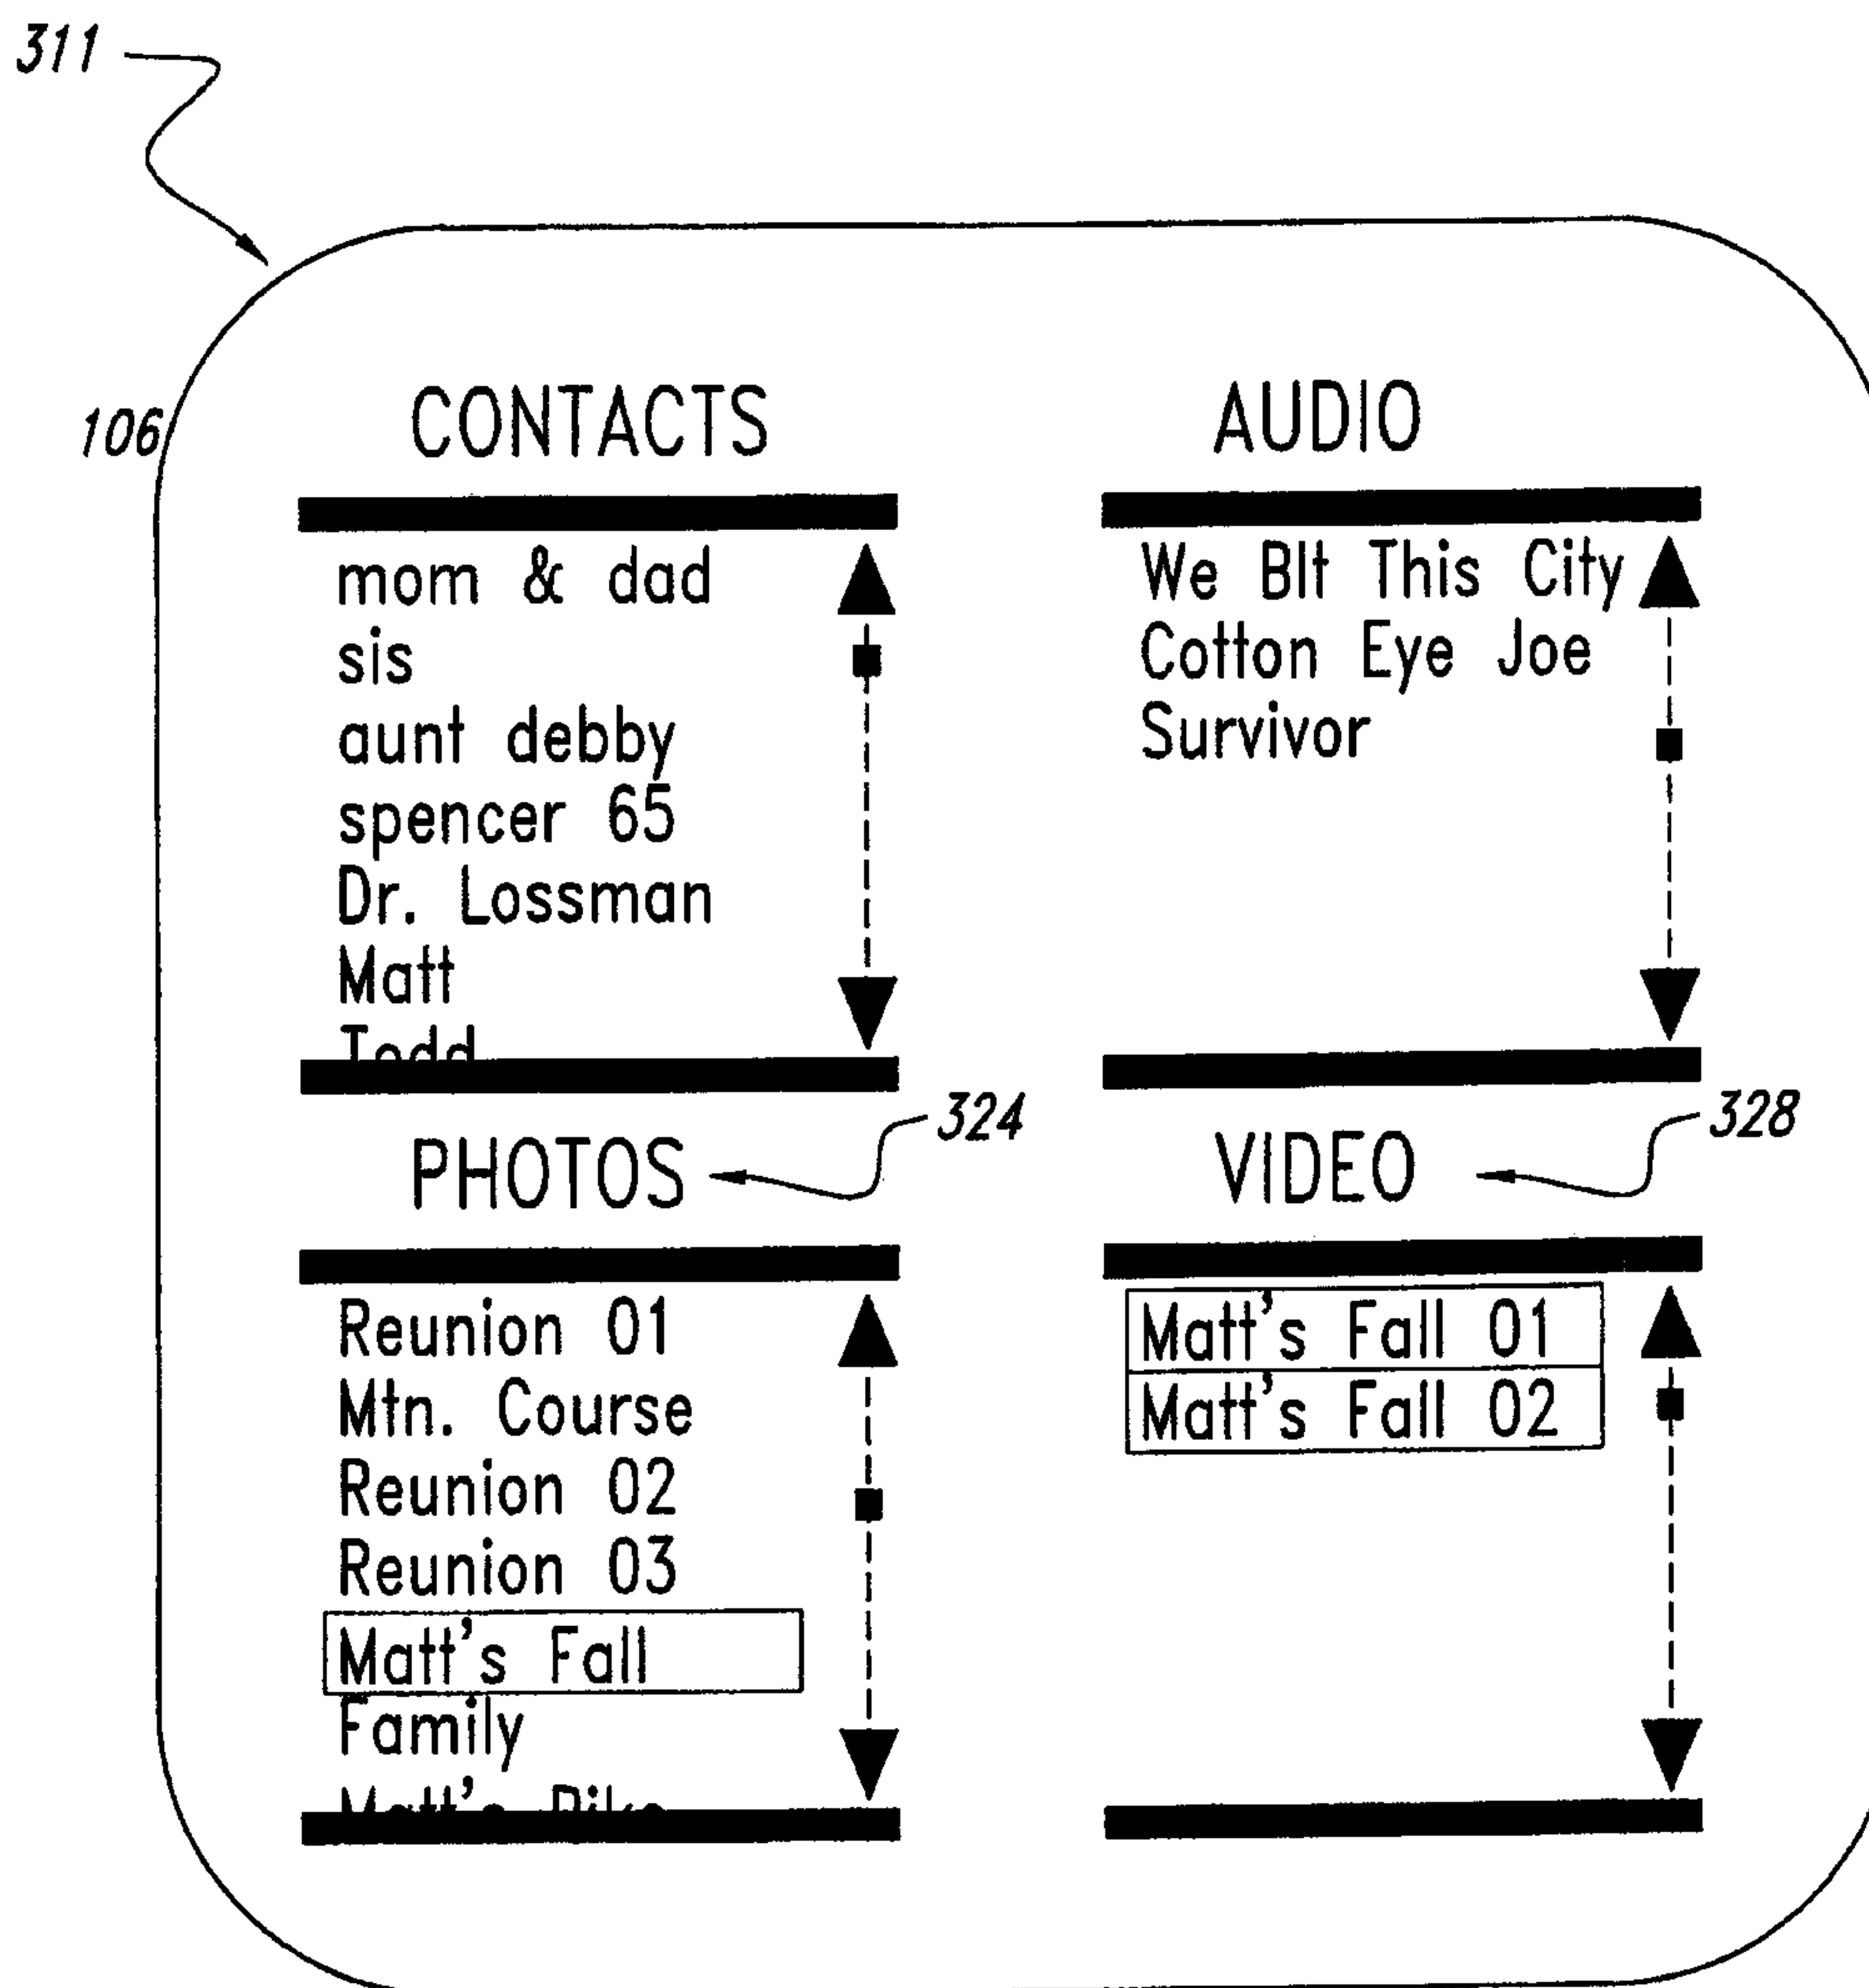 311
106
CONTACTS
mom & dad
sis
aunt debby
spencer 65
Dr. Lossman
Matt
Todd
AUDIO
We Blt This City
Cotton Eye Joe
Survivor
PHOTOS
324
Reunion 01
Mtn. Course
Reunion 02
Reunion 03
Matt's Fall
Family
Matt's
VIDEO
328
Matt's Fall 01
Matt's Fall 02